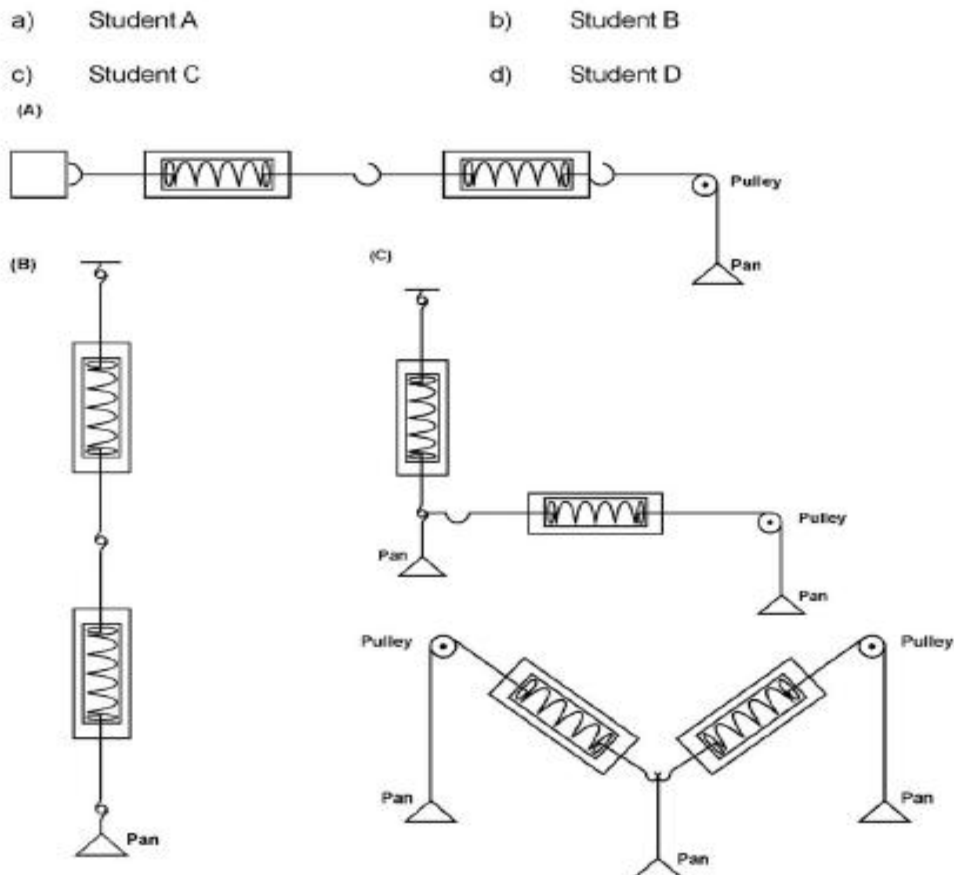 a) Student A b) Student B
c) Student C d) Student D
(A)
Pulley
Pan
(B)
(C)
Pulley
Pan
Pan
Pulley
Pulley
Pan
Pan
Pan
Pan